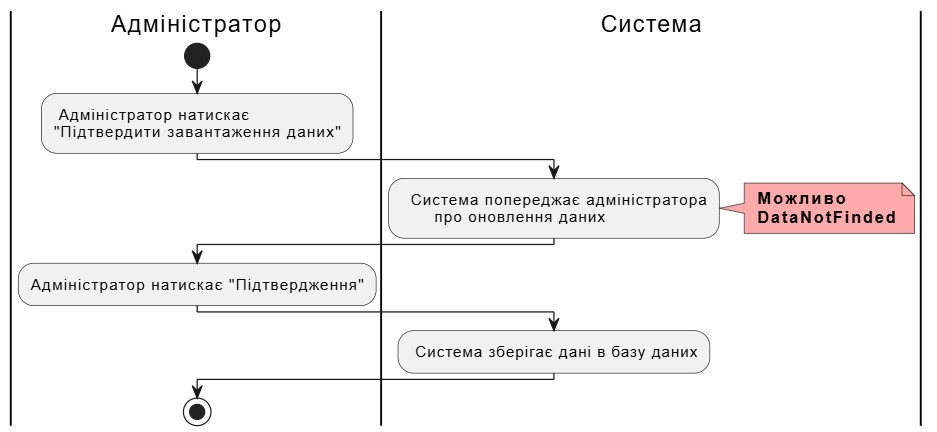 Адміністратор
Система
Адміністратор натискає
"Підтвердити завантаження даних"
Система попереджає адміністратора
про оновлення даних
Можливо
DataNotFinded
Адміністратор натискає "Підтвердження"
Система зберігає дані в базу даних